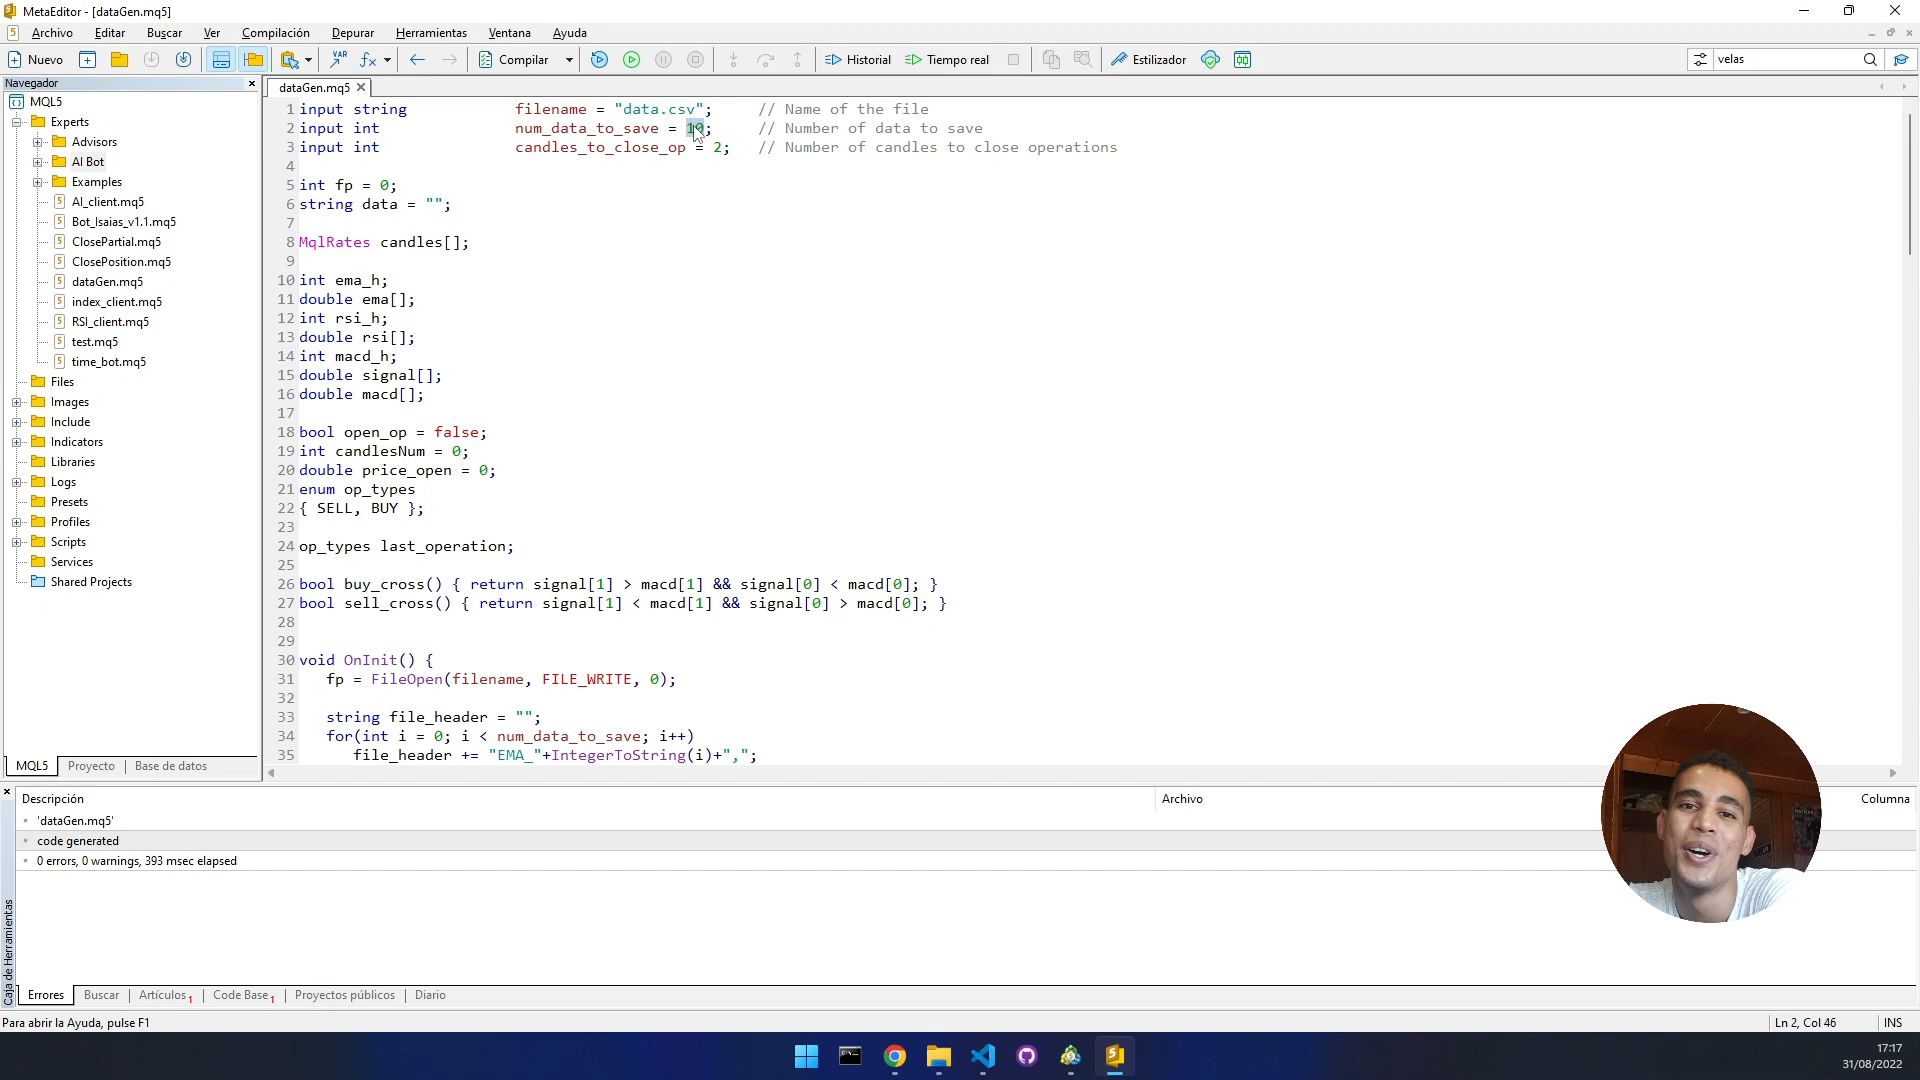 MetaEditor - [dataGen.mq5]
Archivo Editar Buscar Ver Compilación Depurar Herramientas Ventana Ayuda
Nuevo VAR Compilar Historial Tiempo real Estilizador velas
Navegador
MQL5
Experts
Advisors
AI Bot
Examples
AI_client.mq5
Bot_Isaias_v1.1.mq5
ClosePartial.mq5
ClosePosition.mq5
dataGen.mq5
index_client.mq5
RSI_client.mq5
test.mq5
time_bot.mq5
Files
Images
Include
Indicators
Libraries
Logs
Presets
Profiles
Scripts
Services
Shared Projects
MQL5 Proyecto Base de datos
dataGen.mq5
1 input string filename = "data.csv"; // Name of the file
2 input int num_data_to_save = 10; // Number of data to save
3 input int candles_to_close_op = 2; // Number of candles to close operations
4
5 int fp = 0;
6 string data = "";
7
8 MqlRates candles[];
9
10 int ema_h;
11 double ema[];
12 int rsi_h;
13 double rsi[];
14 int macd_h;
15 double signal[];
16 double macd[];
17
18 bool open_op = false;
19 int candlesNum = 0;
20 double price_open = 0;
21 enum op_types
22 { SELL, BUY };
23
24 op_types last_operation;
25
26 bool buy_cross() { return signal[1] > macd[1] && signal[0] < macd[0]; }
27 bool sell_cross() { return signal[1] < macd[1] && signal[0] > macd[0]; }
28
29
30 void OnInit() {
31 fp = FileOpen(filename, FILE_WRITE, 0);
32
33 string file_header = "";
34 for(int i = 0; i < num_data_to_save; i++)
35 file_header += "EMA_"+IntegerToString(i)+",";
Descripción Archivo Columna
'dataGen.mq5'
code generated
0 errors, 0 warnings, 393 msec elapsed
Caja de Herramientas
Errores Buscar Artículos 1 Code Base 1 Proyectos públicos Diario
Para abrir la Ayuda, pulse F1 Ln 2, Col 46 INS
17:17
31/08/2022